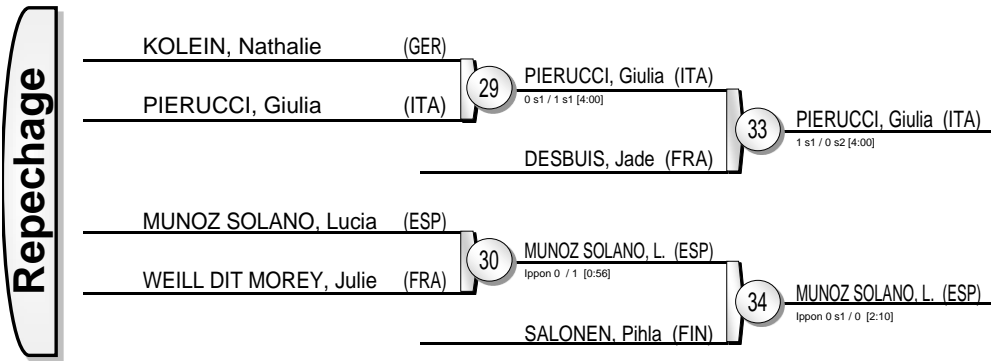 Repechage
KOLEIN, Nathalie (GER)
PIERUCCI, Giulia (ITA)
29
PIERUCCI, Giulia (ITA)
0 s1 / 1 s1 [4:00]
DESBUIS, Jade (FRA)
33
PIERUCCI, Giulia (ITA)
1 s1 / 0 s2 [4:00]
MUNOZ SOLANO, Lucia (ESP)
WEILL DIT MOREY, Julie (FRA)
30
MUNOZ SOLANO, L. (ESP)
Ippon 0 / 1 [0:56]
SALONEN, Pihla (FIN)
34
MUNOZ SOLANO, L. (ESP)
Ippon 0 s1 / 0 [2:10]